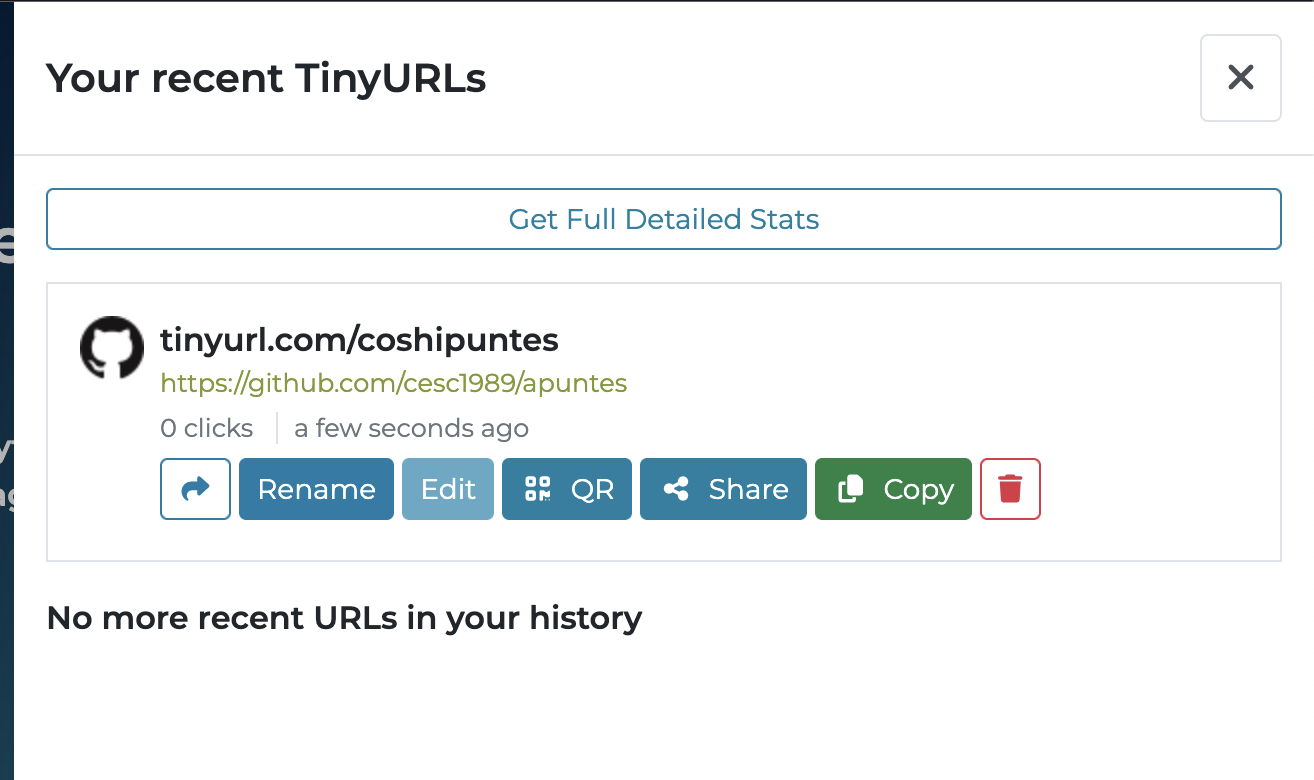 Your recent TinyURLs
Get Full Detailed Stats
tinyurl.com/coshipuntes
https://github.com/cesc1989/apuntes
0 clicks a few seconds ago
Rename Edit QR Share Copy
No more recent URLs in your history